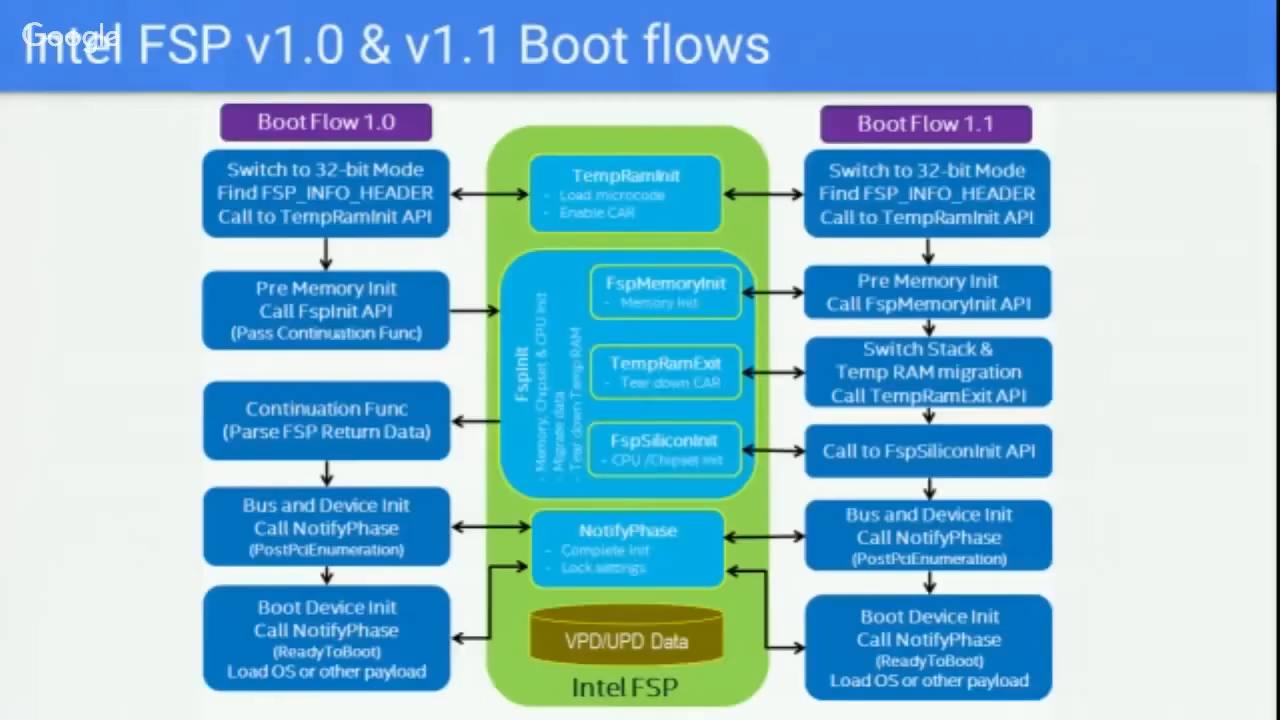 Google
Intel FSP v1.0 & v1.1 Boot flows
Boot Flow 1.0
Switch to 32-bit Mode
Find FSP_INFO_HEADER
Call to TempRamInit API
Pre Memory Init
Call FspInit API
(Pass Continuation Func)
Continuation Func
(Parse FSP Return Data)
Bus and Device Init
Call NotifyPhase
(PostPciEnumeration)
Boot Device Init
Call NotifyPhase
(ReadyToBoot)
Load OS or other payload
TempRamInit
- Load microcode
- Enable CAR
FspInit
- Memory, Chipset & CPU Init
- Migrate data
- Tear down Temp RAM
FspMemoryInit
- Memory Init
TempRamExit
- Tear down CAR
FspSiliconInit
- CPU /Chipset Init
NotifyPhase
- Complete Init
- Lock settings
VPD/UPD Data
Intel FSP
Boot Flow 1.1
Switch to 32-bit Mode
Find FSP_INFO_HEADER
Call to TempRamInit API
Pre Memory Init
Call FspMemoryInit API
Switch Stack &
Temp RAM migration
Call TempRamExit API
Call to FspSiliconInit API
Bus and Device Init
Call NotifyPhase
(PostPciEnumeration)
Boot Device Init
Call NotifyPhase
(ReadyToBoot)
Load OS or other payload